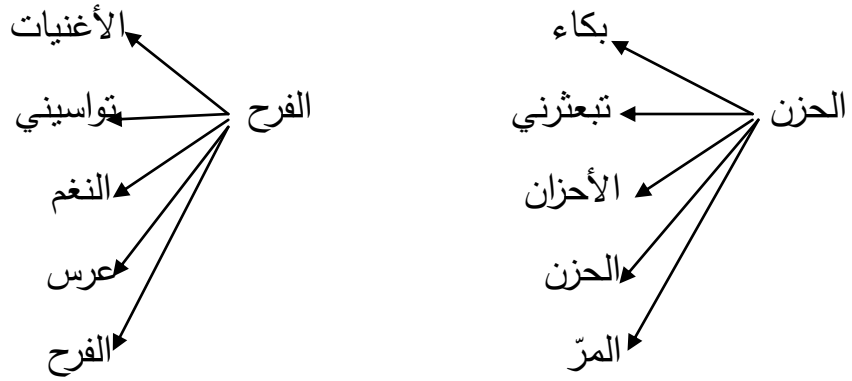 بكاء
الحزن
تبعثرني
الأحزان
الحزن
المرّ
الأغنيات
الفرح
تواسيني
النغم
عرس
الفرح